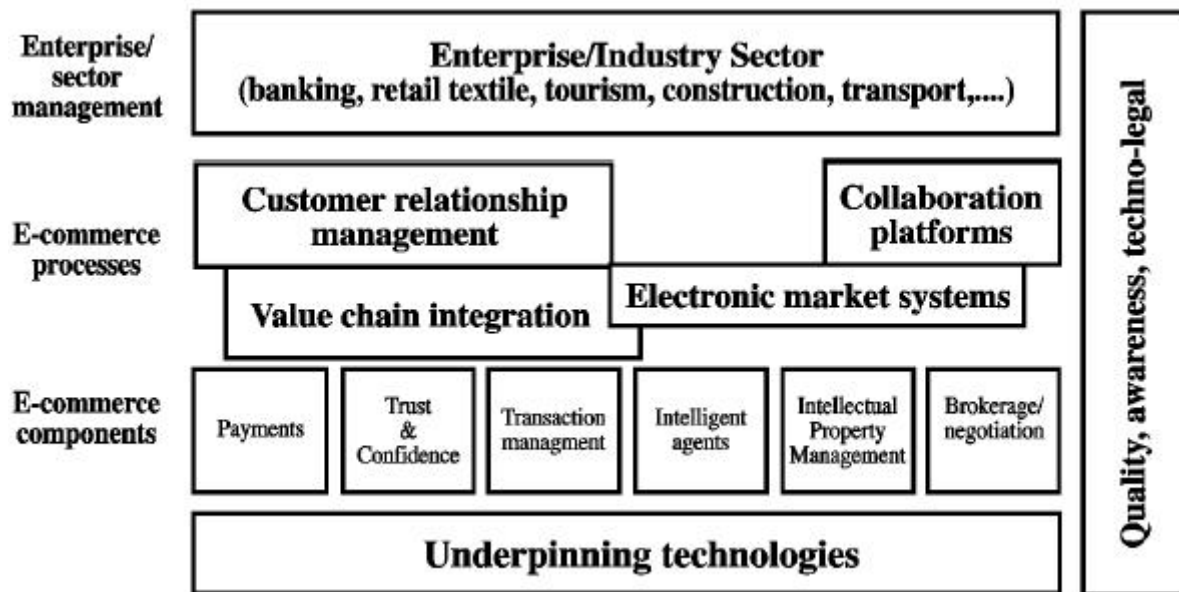 Enterprise/
sector
management
Enterprise/Industry Sector
(banking, retail textile, tourism, construction, transport,....)
E-commerce
processes
Customer relationship
management
Collaboration
platforms
Value chain integration
Electronic market systems
E-commerce
components
Payments
Trust
&
Confidence
Transaction
managment
Intelligent
agents
Intellectual
Property
Management
Brokerage/
negotiation
Underpinning technologies
Quality, awareness, techno-legal